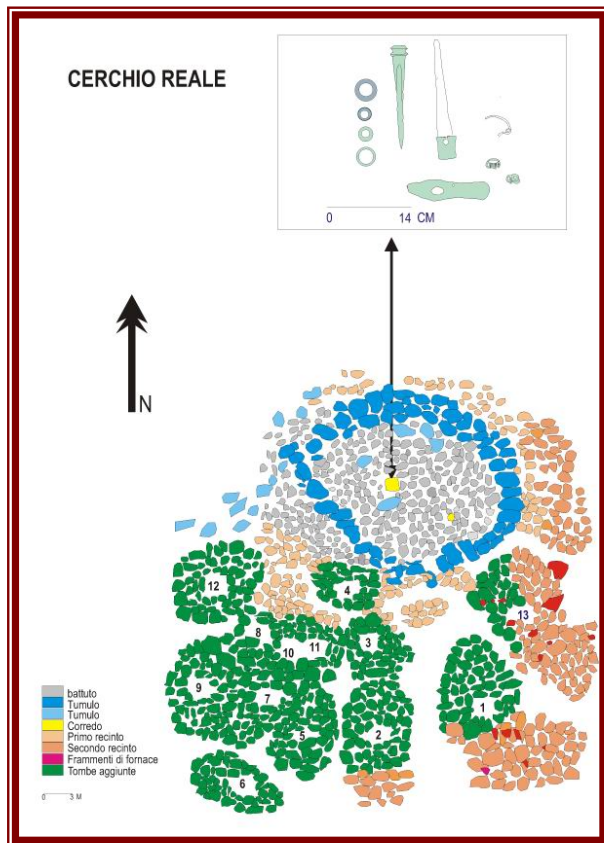 CERCHIO REALE
0 14 CM
N
12
4
13
8
3
10
11
9
7
1
5
2
6
battuto
Tumulo
Tumulo
Corredo
Primo recinto
Secondo recinto
Frammenti di fornace
Tombe aggiunte
0 3 M